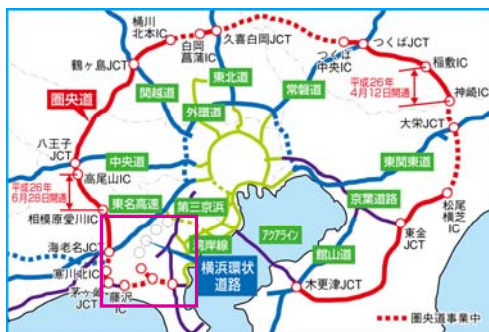 桶川
北本IC
白岡
菖蒲IC
久喜白岡JCT
つくば
中央IC
つくばJCT
稲敷IC
平成26年
4月12日開通
神崎IC
大栄JCT
鶴ヶ島JCT
東北道
関越道
外環道
常磐道
圏央道
八王子
JCT
中央道
高尾山IC
平成26年
6月28日開通
東名高速
第三京浜
相模原愛川IC
東関東道
京葉道路
松尾
横芝IC
東金
JCT
アクアライン
館山道
湾岸線
海老名JCT
横浜環状
道路
寒川北IC
茅ヶ崎JCT
藤沢
IC
木更津JCT
圏央道事業中